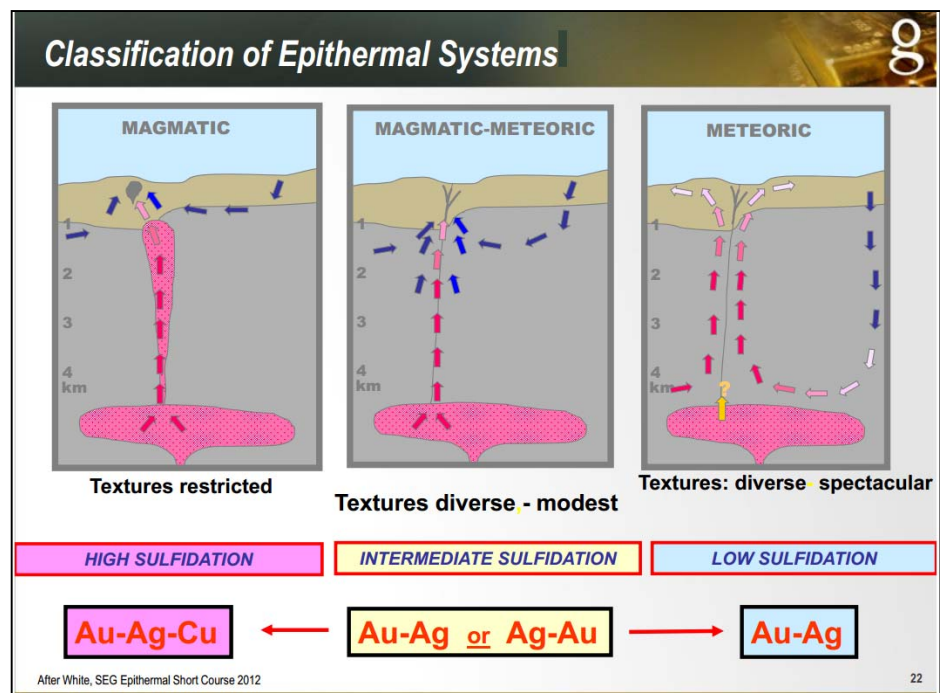 Classification of Epithermal Systems
g
MAGMATIC
1
2
3
4
km
Textures restricted
MAGMATIC-METEORIC
1
2
3
4
km
Textures diverse,- modest
METEORIC
1
2
3
4
km
?
Textures: diverse- spectacular
HIGH SULFIDATION
INTERMEDIATE SULFIDATION
LOW SULFIDATION
Au-Ag-Cu
Au-Ag or Ag-Au
Au-Ag
After White, SEG Epithermal Short Course 2012
22